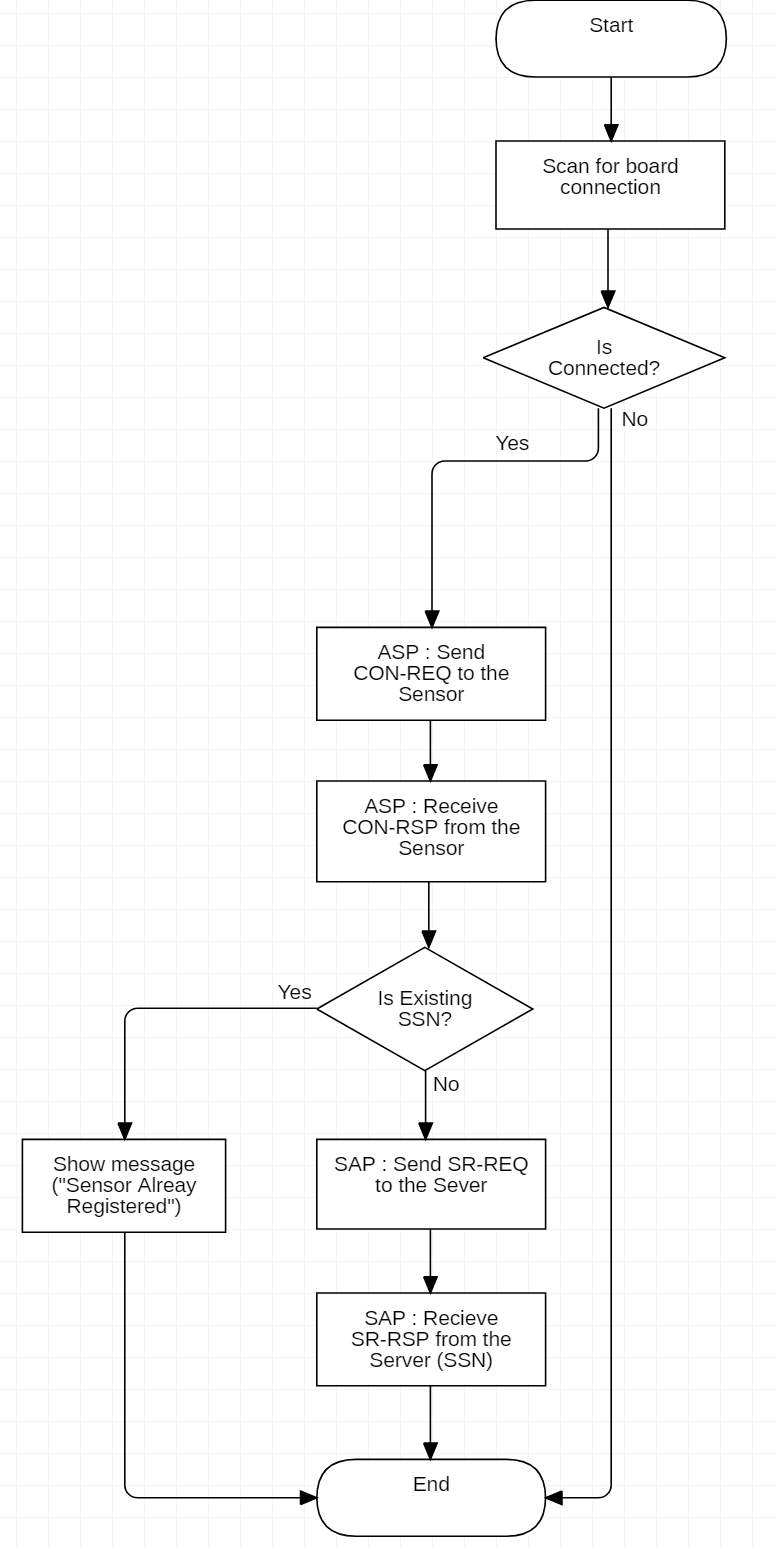 Start
Scan for board
connection
Is
Connected?
No
Yes
ASP : Send
CON-REQ to the
Sensor
ASP : Receive
CON-RSP from the
Sensor
Yes
Is Existing
SSN?
No
Show message
("Sensor Alreay
Registered")
SAP : Send SR-REQ
to the Sever
SAP : Recieve
SR-RSP from the
Server (SSN)
End